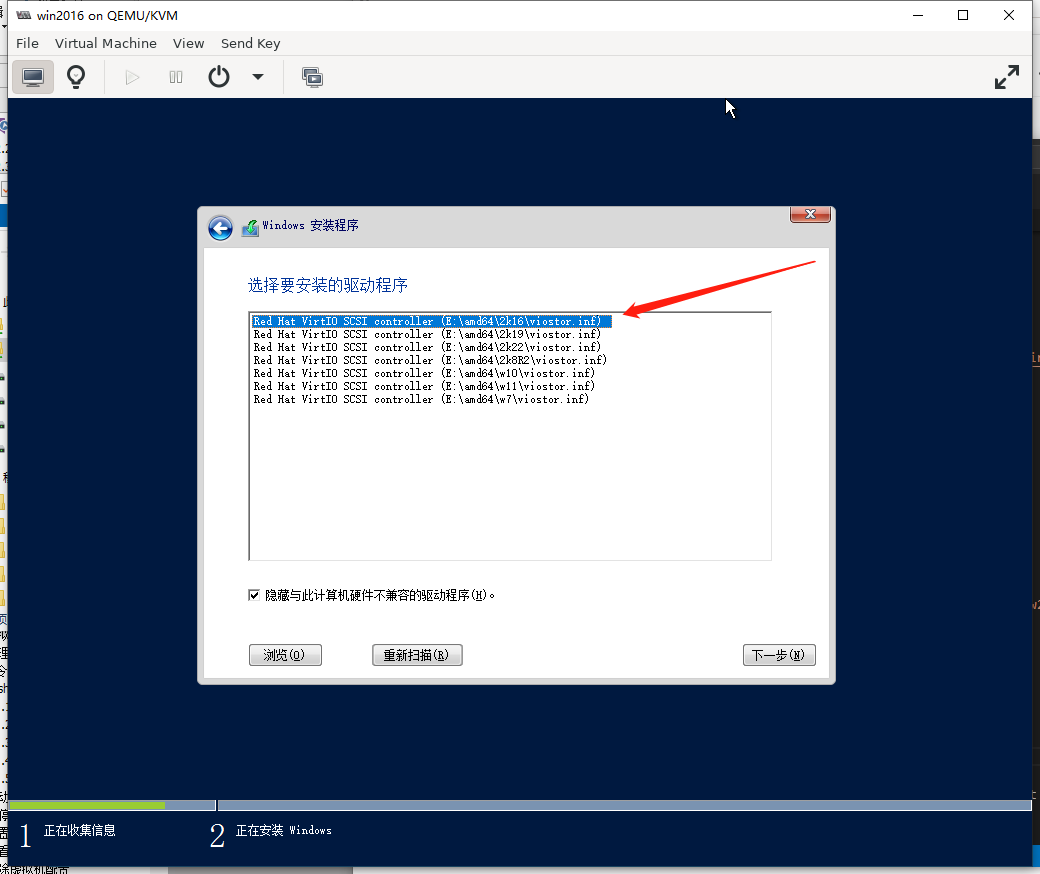 win2016 on QEMU/KVM
File Virtual Machine View Send Key
Windows 安装程序
选择要安装的驱动程序
Red Hat VirtIO SCSI controller (E:\amd64\2k16\viostor.inf)
Red Hat VirtIO SCSI controller (E:\amd64\2k19\viostor.inf)
Red Hat VirtIO SCSI controller (E:\amd64\2k22\viostor.inf)
Red Hat VirtIO SCSI controller (E:\amd64\2k8R2\viostor.inf)
Red Hat VirtIO SCSI controller (E:\amd64\w10\viostor.inf)
Red Hat VirtIO SCSI controller (E:\amd64\w11\viostor.inf)
Red Hat VirtIO SCSI controller (E:\amd64\w7\viostor.inf)
隐藏与此计算机硬件不兼容的驱动程序(H)。
浏览(O) 重新扫描(R) 下一步(N)
1 正在收集信息 2 正在安装 Windows